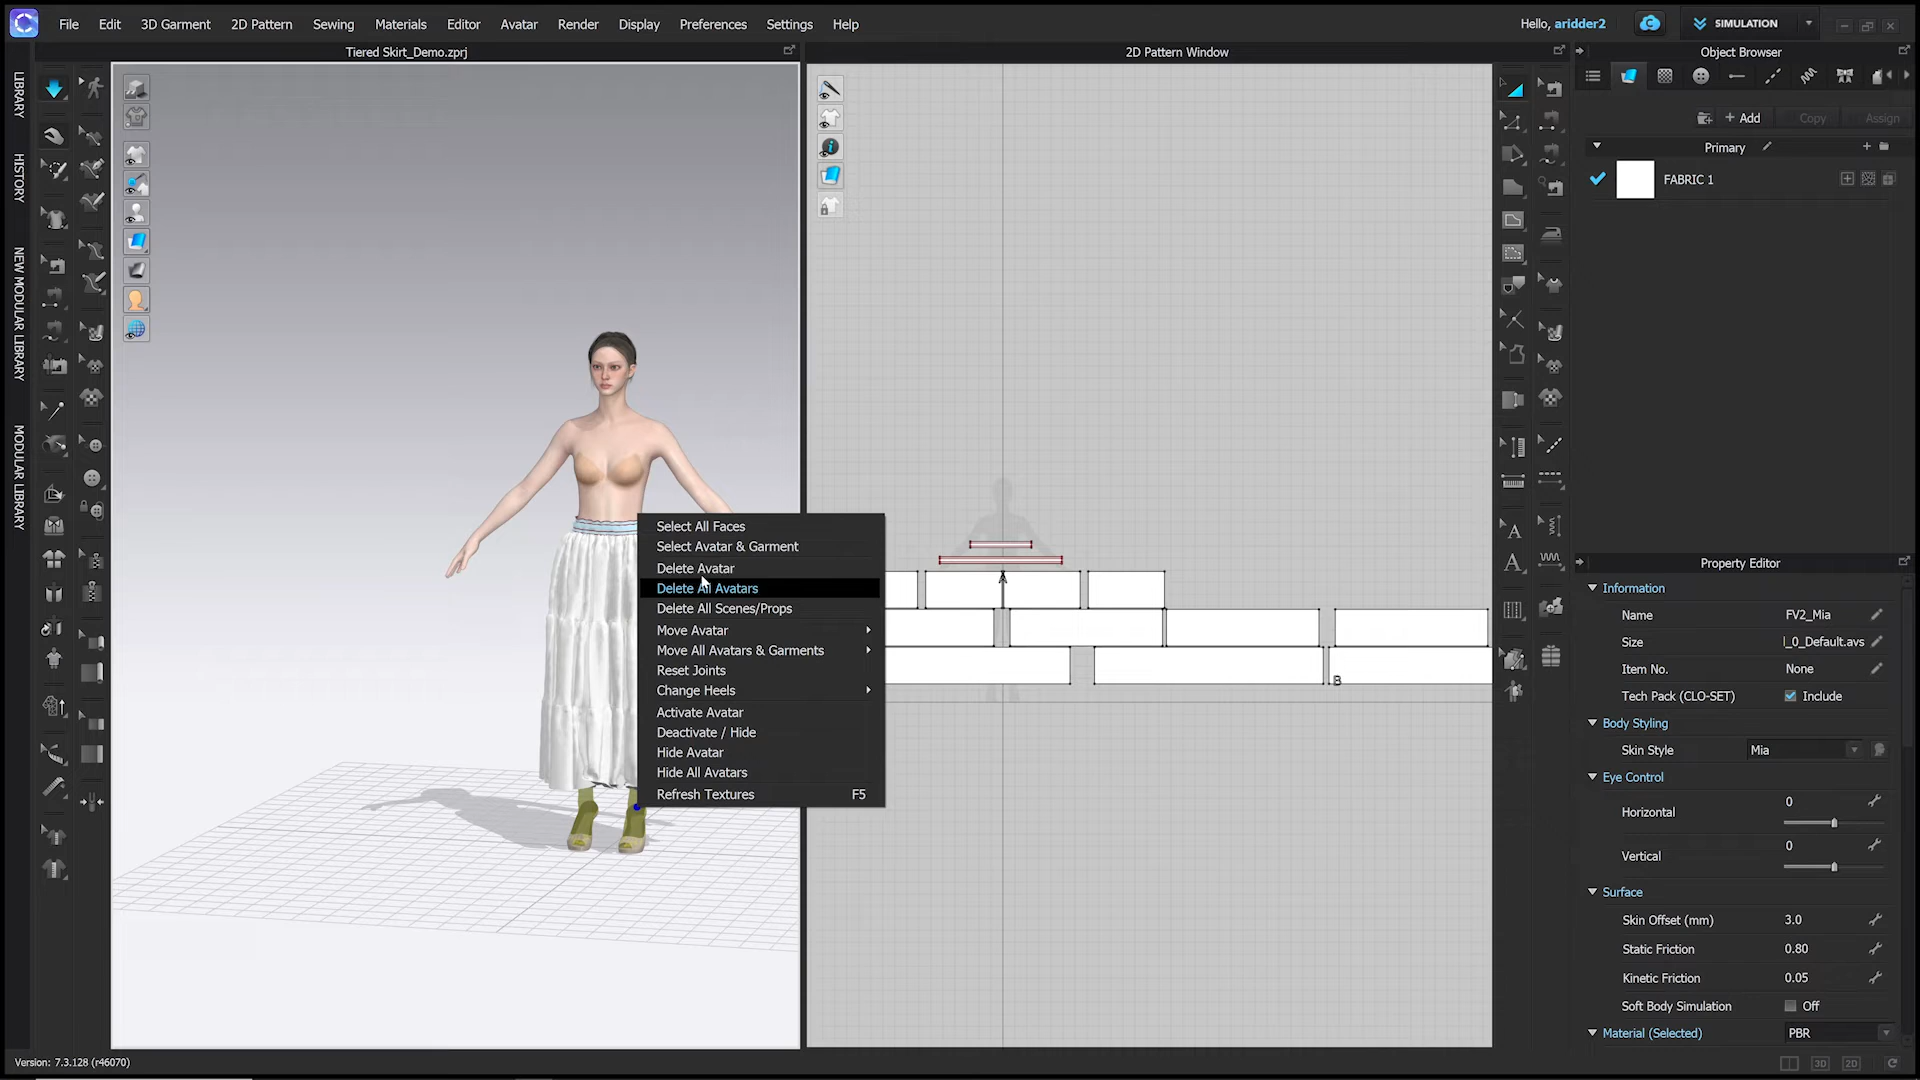 File Edit 3D Garment 2D Pattern Sewing Materials Editor Avatar Render Display Preferences Settings Help
Hello, aridder2
SIMULATION
Tiered Skirt_Demo.zprj
2D Pattern Window
Object Browser
LIBRARY
HISTORY
NEW MODULAR LIBRARY
MODULAR LIBRARY
+ Add Copy Assign
Primary
FABRIC 1
Select All Faces
Select Avatar & Garment
Delete Avatar
Delete All Avatars
Delete All Scenes/Props
Move Avatar
Move All Avatars & Garments
Reset Joints
Change Heels
Activate Avatar
Deactivate / Hide
Hide Avatar
Hide All Avatars
Refresh Textures F5
A
B
Property Editor
Information
Name FV2_Mia
Size l_0_Default.avs
Item No. None
Tech Pack (CLO-SET) Include
Body Styling
Skin Style Mia
Eye Control
Horizontal 0
Vertical 0
Surface
Skin Offset (mm) 3.0
Static Friction 0.80
Kinetic Friction 0.05
Soft Body Simulation Off
Material (Selected) PBR
Version: 7.3.128 (r46070)
3D 2D